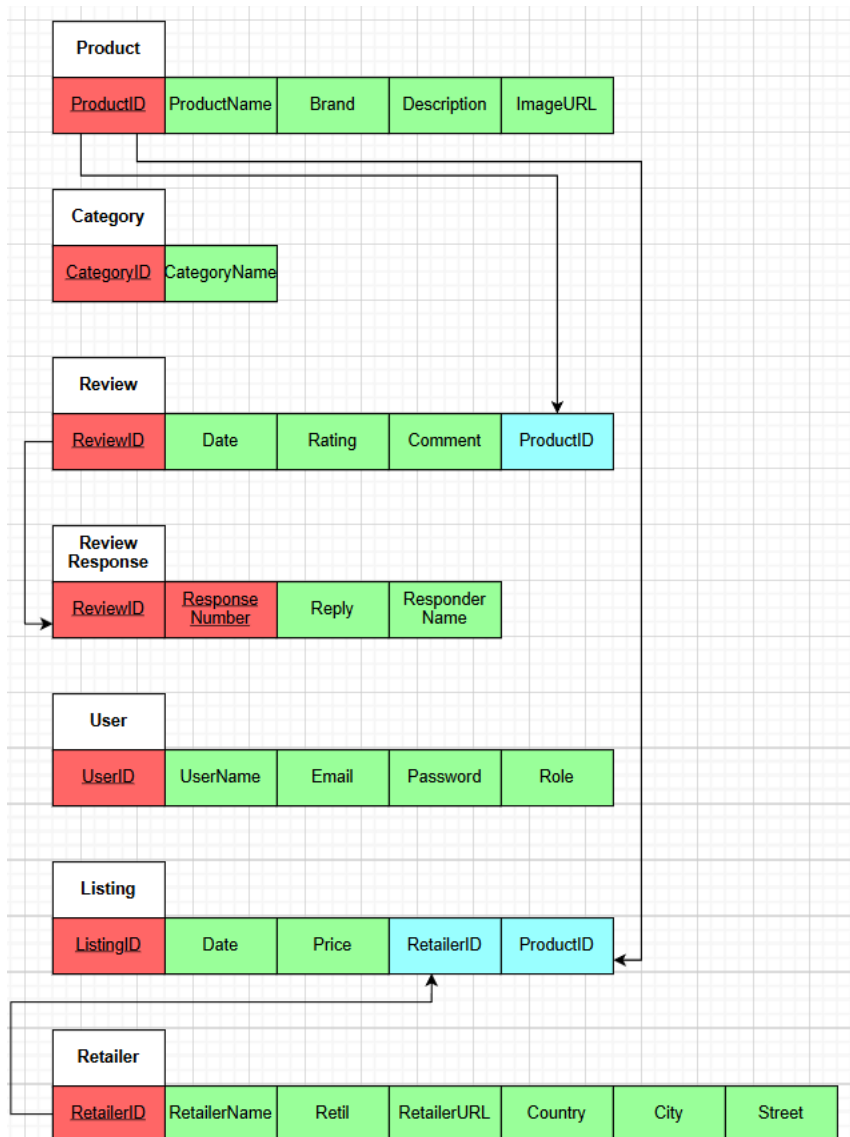 Product
ProductID ProductName Brand Description ImageURL
Category
CategoryID CategoryName
Review
ReviewID Date Rating Comment ProductID
Review
Response
ReviewID Response Number Reply Responder Name
User
UserID UserName Email Password Role
Listing
ListingID Date Price RetailerID ProductID
Retailer
RetailerID RetailerName Retil RetailerURL Country City Street